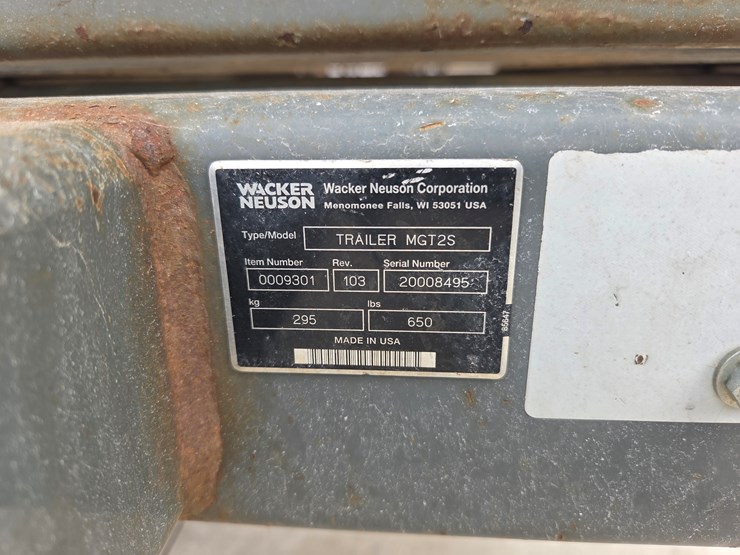 WACKER NEUSON
Wacker Neuson Corporation
Menomonee Falls, WI 53051 USA
Type/Model TRAILER MGT2S
Item Number Rev. Serial Number
0009301 103 20008495
kg lbs
295 650
MADE IN USA
85647